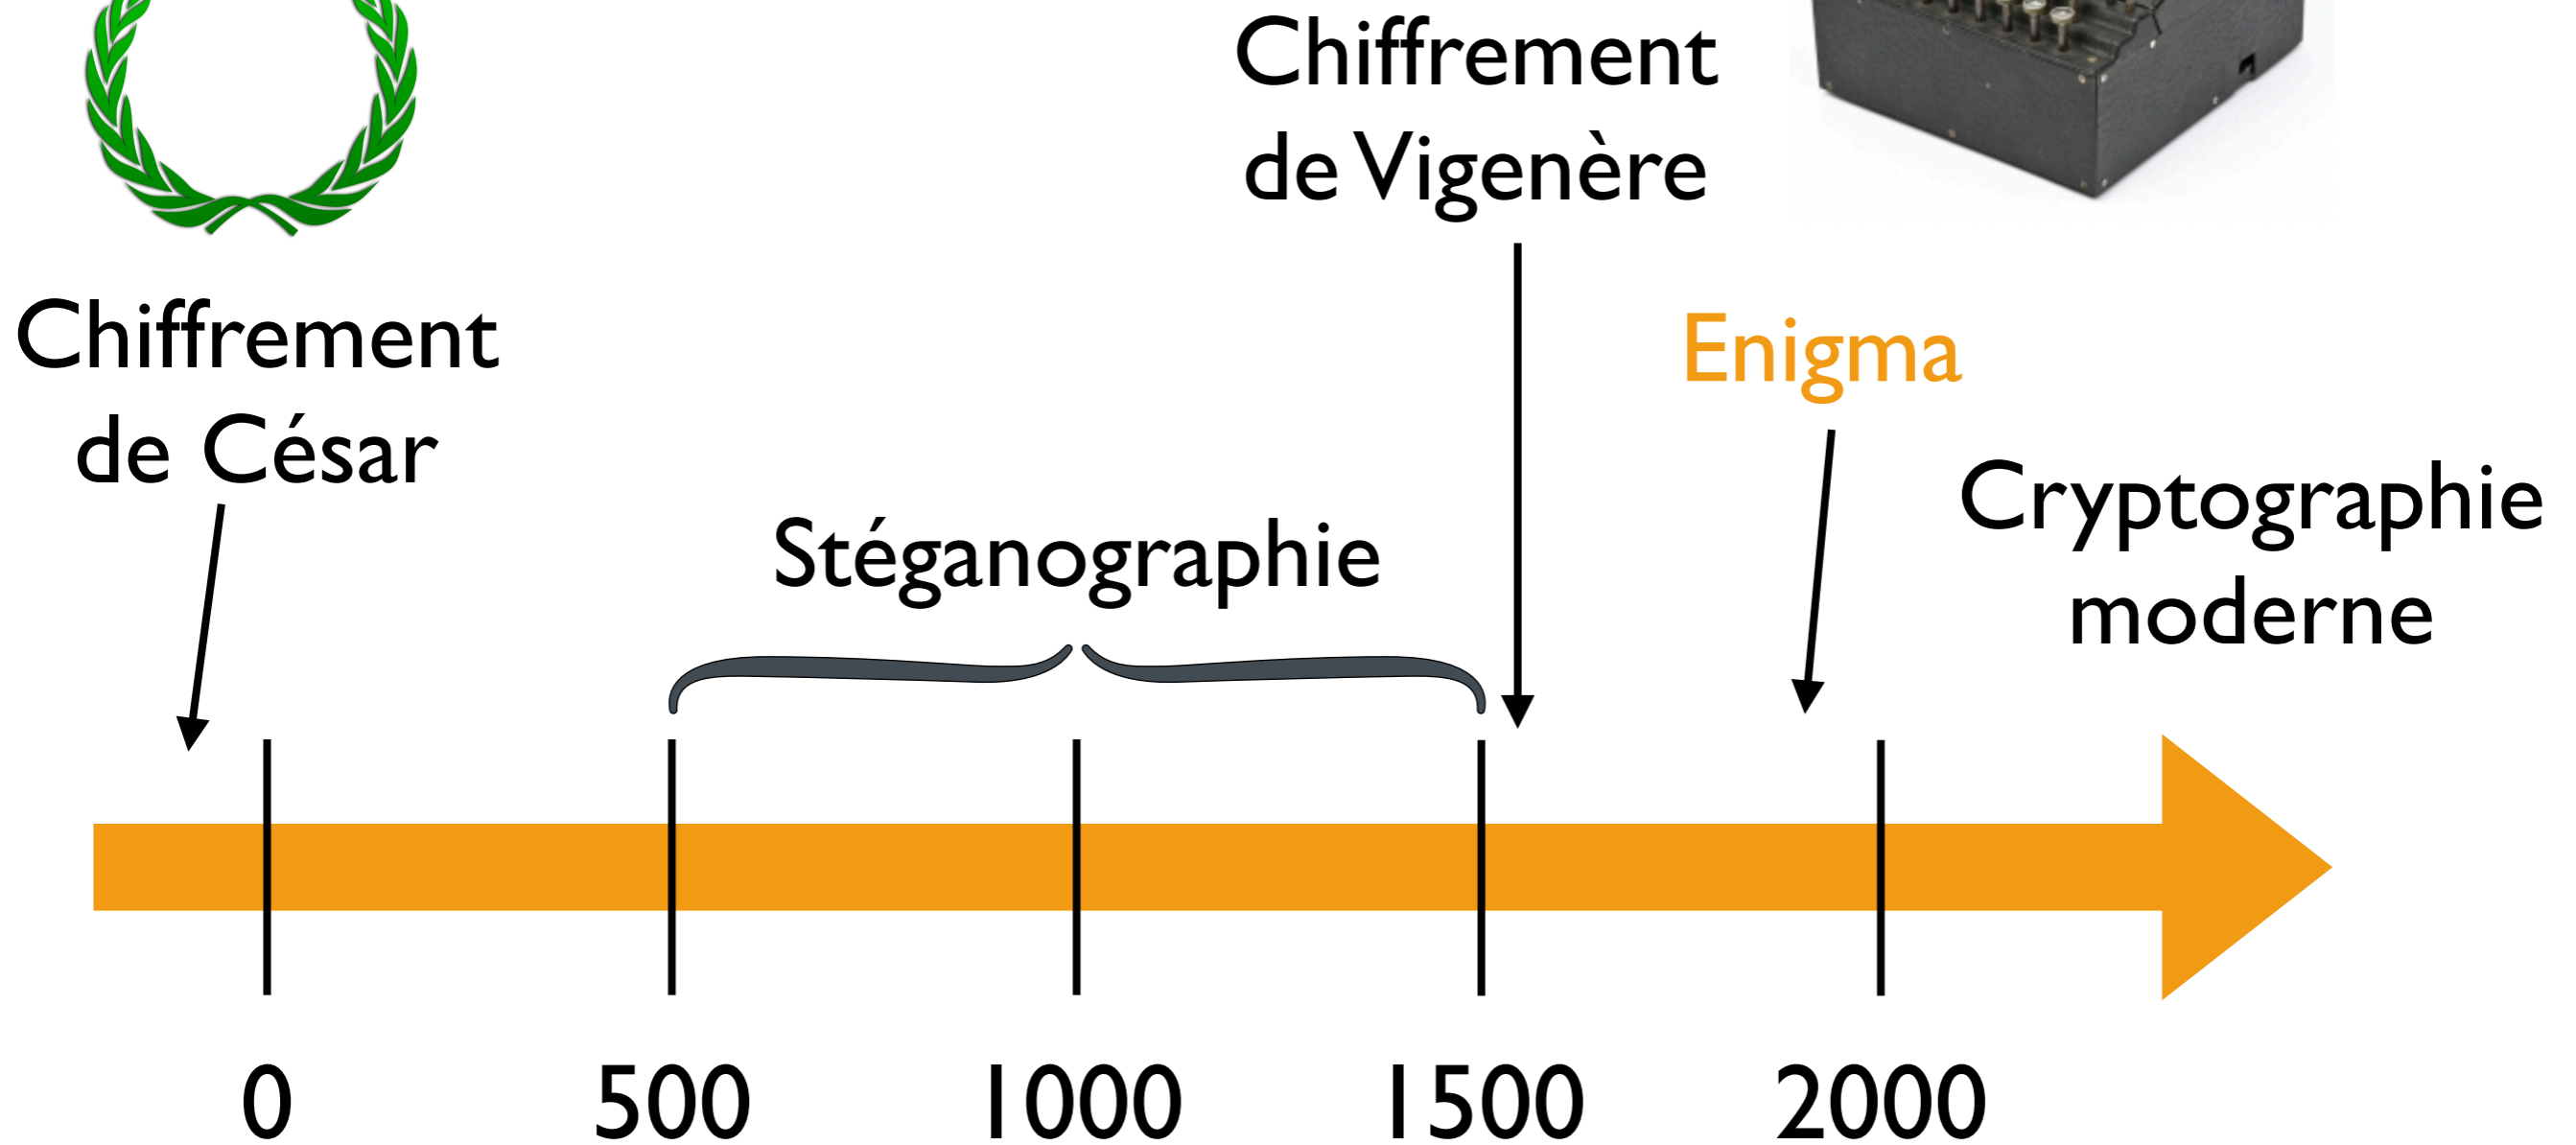 Chiffrement
de Vigenère
Chiffrement
de César
Enigma
Stéganographie
Cryptographie
moderne
0
500
1000
1500
2000